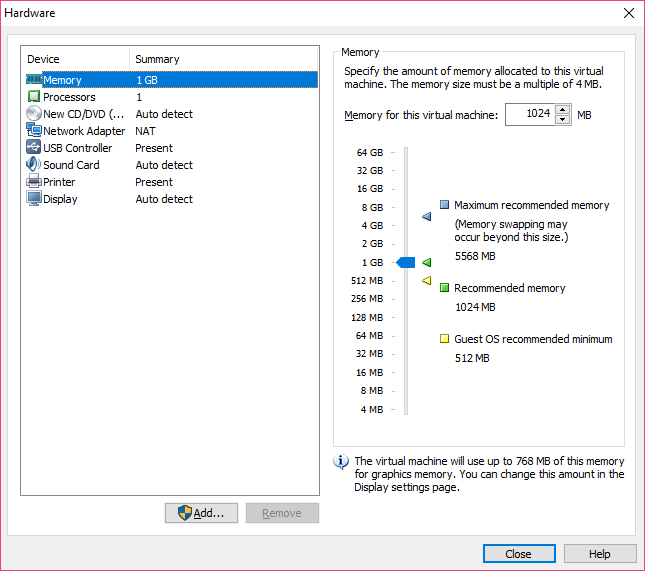 Hardware
Device Summary
Memory 1 GB
Processors 1
New CD/DVD (... Auto detect
Network Adapter NAT
USB Controller Present
Sound Card Auto detect
Printer Present
Display Auto detect
Add...
Remove
Memory
Specify the amount of memory allocated to this virtual
machine. The memory size must be a multiple of 4 MB.
Memory for this virtual machine: 1024 MB
64 GB
32 GB
16 GB
8 GB
4 GB
2 GB
1 GB
512 MB
256 MB
128 MB
64 MB
32 MB
16 MB
8 MB
4 MB
Maximum recommended memory
(Memory swapping may
occur beyond this size.)
5568 MB
Recommended memory
1024 MB
Guest OS recommended minimum
512 MB
The virtual machine will use up to 768 MB of this memory
for graphics memory. You can change this amount in the
Display settings page.
Close
Help